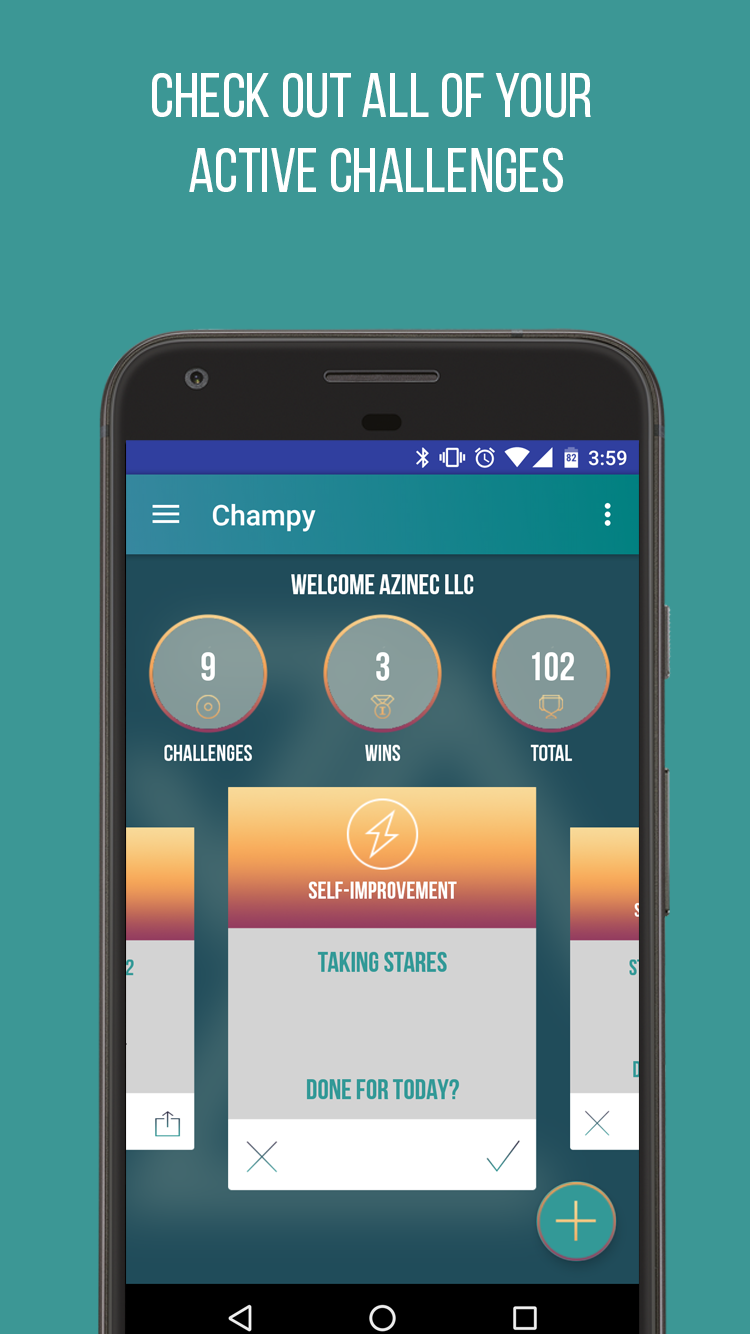 CHECK OUT ALL OF YOUR
ACTIVE CHALLENGES
82 3:59
Champy
WELCOME AZINEC LLC
9 3 102
CHALLENGES WINS TOTAL
SELF-IMPROVEMENT
2
TAKING STARES
DONE FOR TODAY?